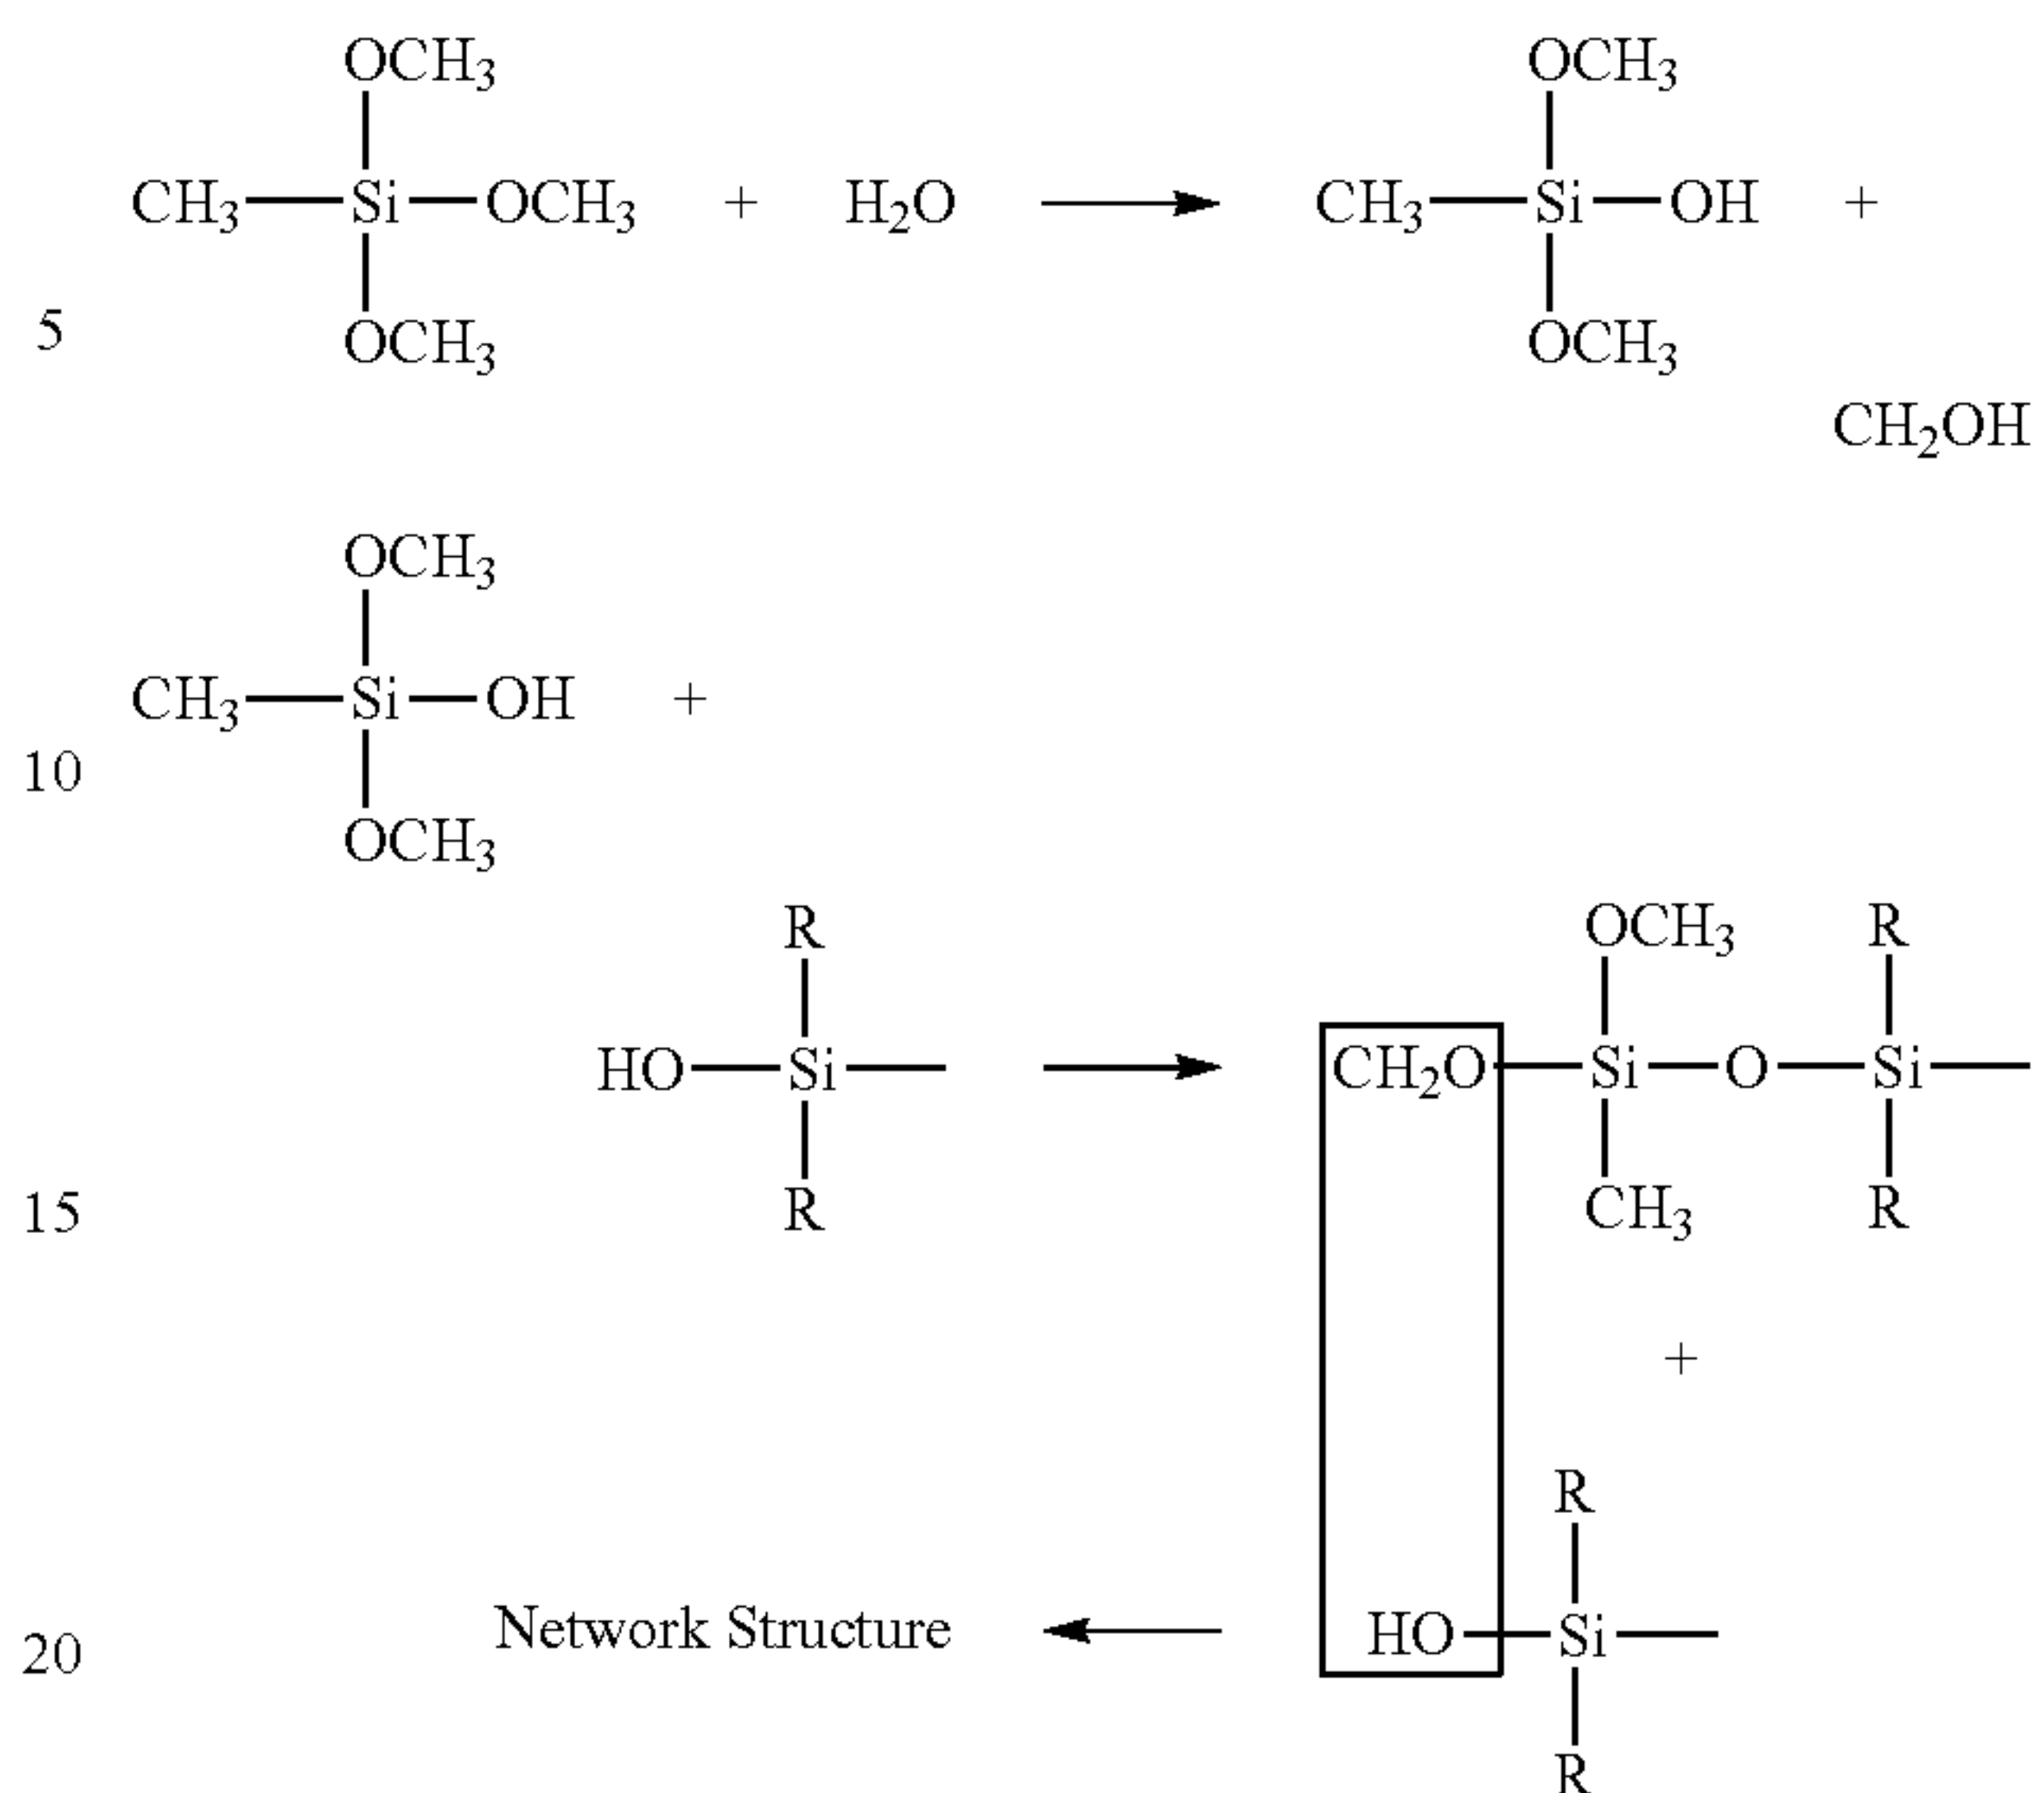 OCH3 OCH3
CH3—Si—OCH3 + H2O ⟶ CH3—Si—OH +
5
OCH3 OCH3
CH2OH
OCH3
CH3—Si—OH +
10
OCH3
R OCH3 R
HO—Si— ⟶ CH2O—Si—O—Si—
15 R CH3 R
+
R
20 Network Structure ⟵ HO—Si—
R